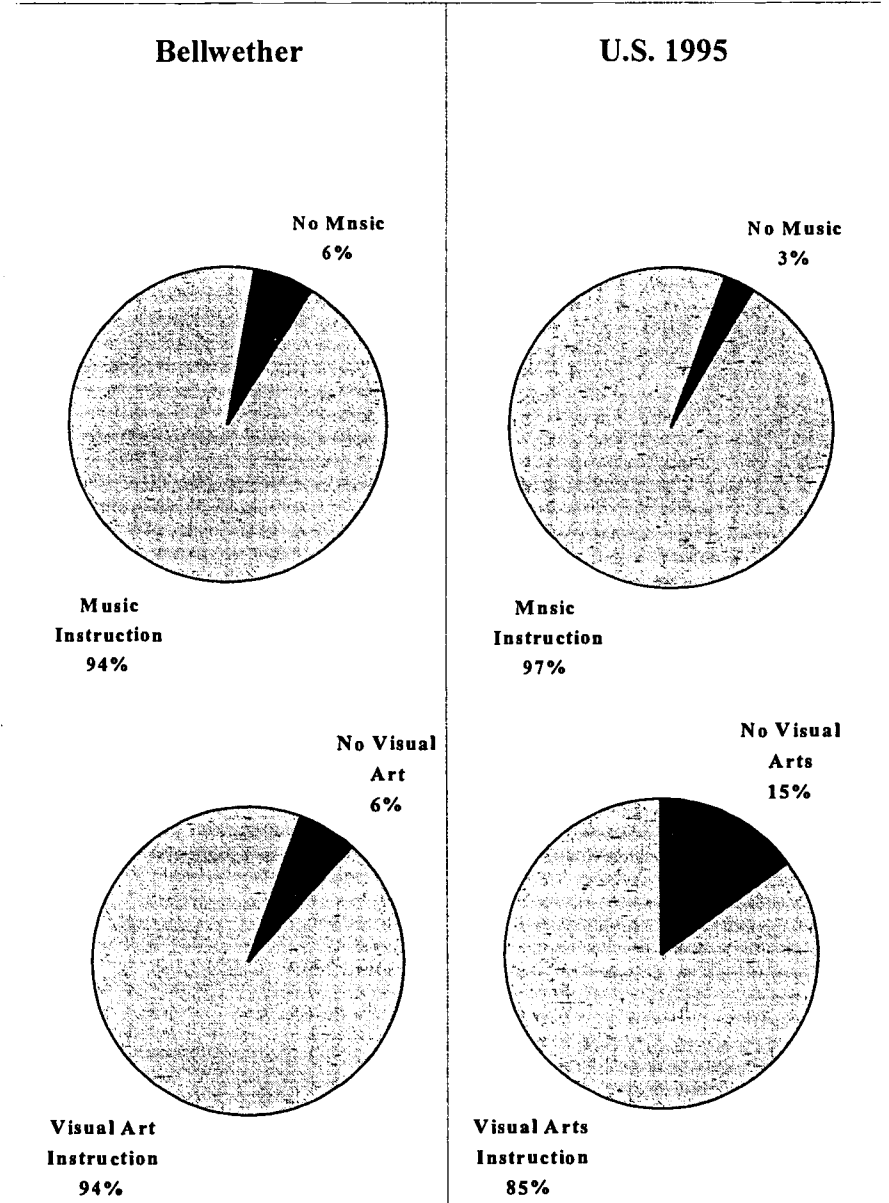 Bellwether
U.S. 1995
No Mnsic
6%
No Music
3%
Music
Instruction
94%
Mnsic
Instruction
97%
No Visual
Art
6%
No Visual
Arts
15%
Visual Art
Instruction
94%
Visual Arts
Instruction
85%